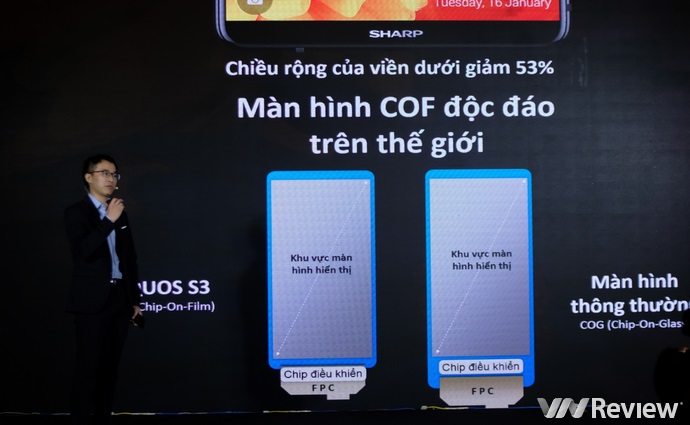 Tuesday, 16 January
SHARP
Chiều rộng của viền dưới giảm 53%
Màn hình COF độc đáo
trên thế giới
Khu vực màn
hình hiển thị
Khu vực màn
hình hiển thị
QUOS S3
Chip-On-Film)
Màn hình
thông thườn
COG (Chip-On-Glas
Chip điều khiển
FPC
Chip điều khiển
FPC
VNReview